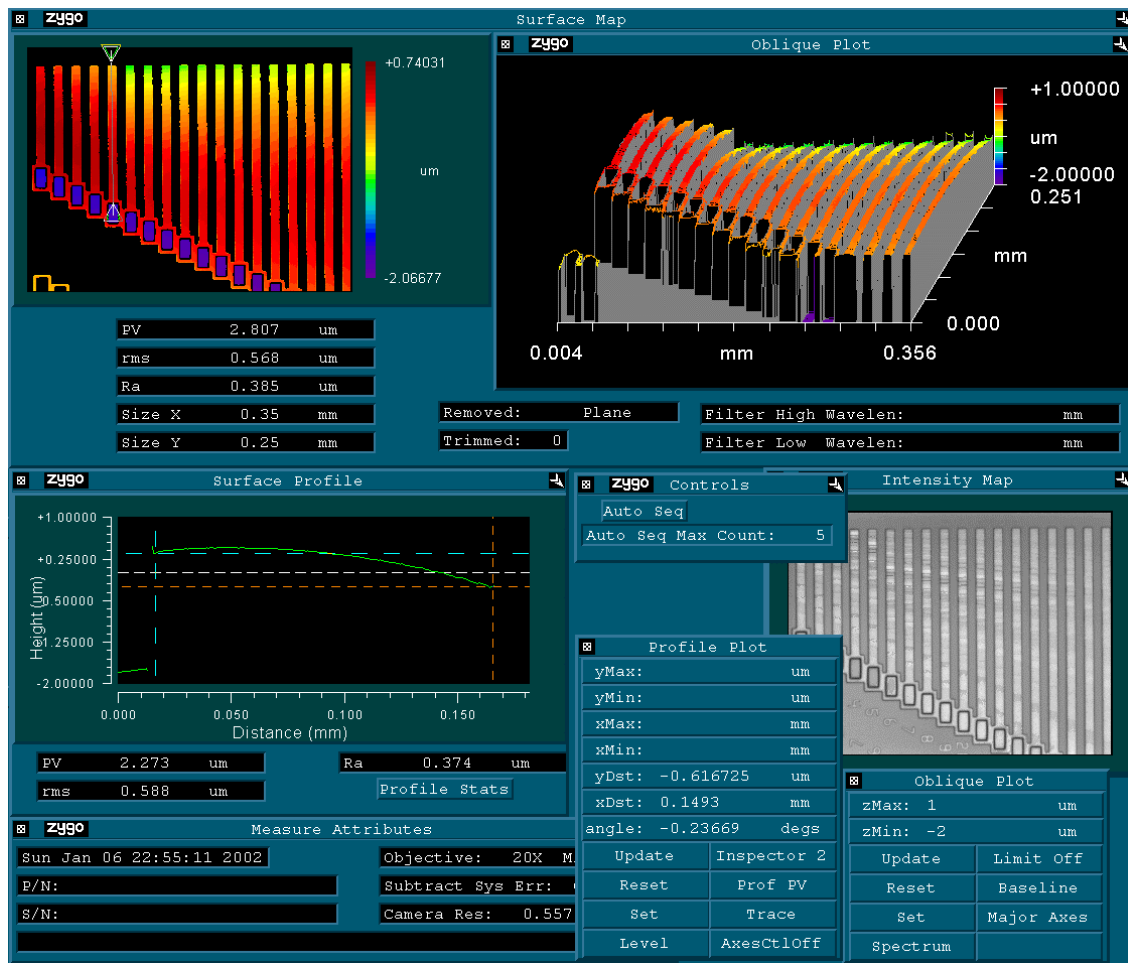 zygo Surface Map
+0.74031
um
-2.06677
zygo Oblique Plot
+1.00000
um
-2.00000
0.251
mm
0.000
0.004 mm 0.356
PV 2.807 um
rms 0.568 um
Ra 0.385 um
Size X 0.35 mm
Size Y 0.25 mm
Removed: Plane
Trimmed: 0
Filter High Wavelen: mm
Filter Low Wavelen: mm
zygo Surface Profile
+1.00000
+0.25000
-0.50000
-1.25000
-2.00000
Height (um)
0.000 0.050 0.100 0.150
Distance (mm)
PV 2.273 um
rms 0.588 um
Ra 0.374 um
Profile Stats
zygo Controls
Auto Seq
Auto Seq Max Count: 5
Intensity Map
zygo Measure Attributes
Sun Jan 06 22:55:11 2002
P/N:
S/N:
Objective: 20X
Subtract Sys Err:
Camera Res: 0.557
Profile Plot
yMax: um
yMin: um
xMax: mm
xMin: mm
yDst: -0.616725 um
xDst: 0.1493 mm
angle: -0.23669 degs
Update Inspector 2
Reset Prof PV
Set Trace
Level AxesCtlOff
Oblique Plot
zMax: 1 um
zMin: -2 um
Update Limit Off
Reset Baseline
Set Major Axes
Spectrum